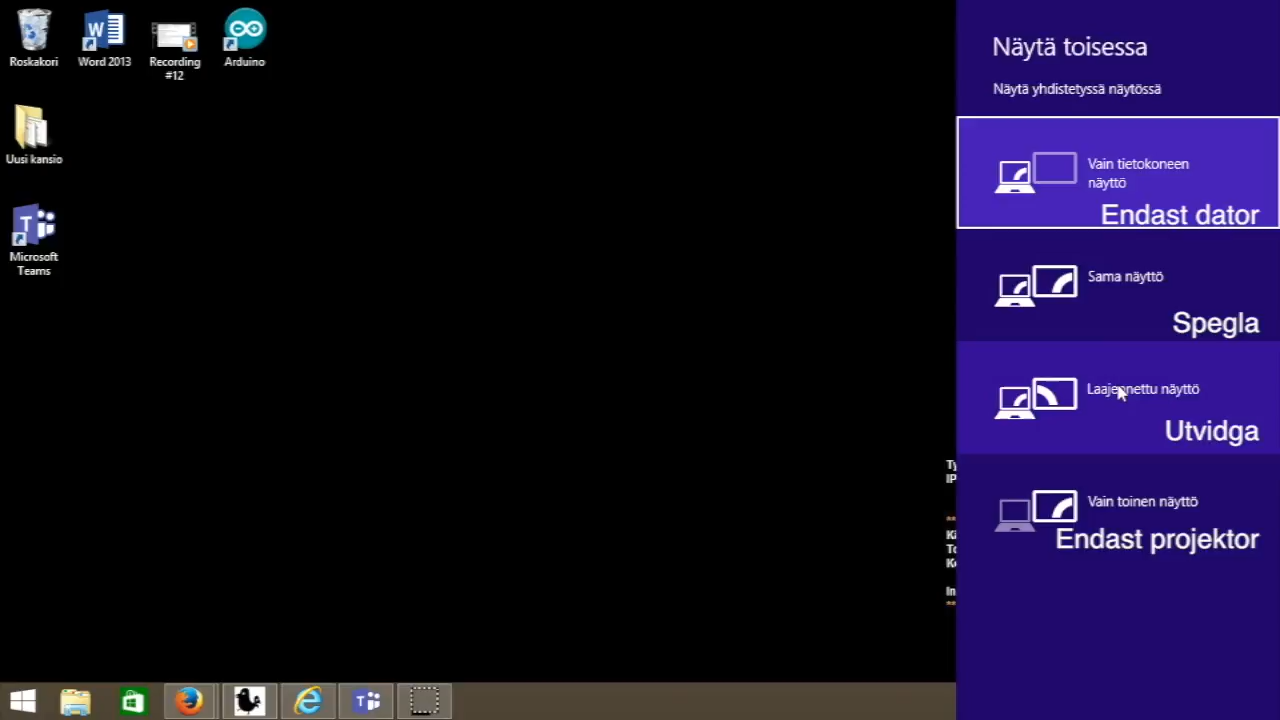 Roskakori
Word 2013
Recording
#12
Arduino
Uusi kansio
Microsoft
Teams
Näytä toisessa
Näytä yhdistetyssä näytössä
Vain tietokoneen
näyttö
Endast dator
Sama näyttö
Spegla
Laajennettu näyttö
Utvidga
Vain toinen näyttö
Endast projektor